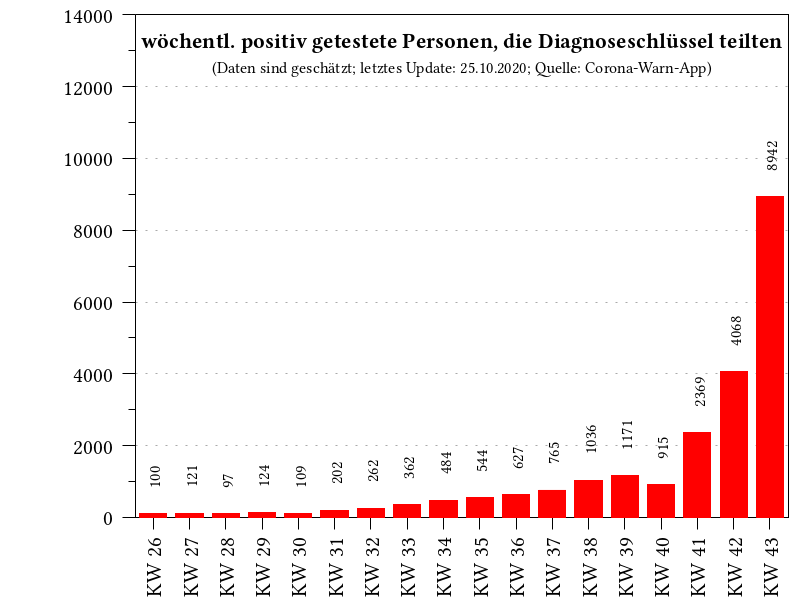 wöchentl. positiv getestete Personen, die Diagnoseschlüssel teilten
(Daten sind geschätzt; letztes Update: 25.10.2020; Quelle: Corona-Warn-App)
14000
12000
10000
8000
6000
4000
2000
0
100
121
97
124
109
202
262
362
484
544
627
765
1036
1171
915
2369
4068
8942
KW 26
KW 27
KW 28
KW 29
KW 30
KW 31
KW 32
KW 33
KW 34
KW 35
KW 36
KW 37
KW 38
KW 39
KW 40
KW 41
KW 42
KW 43